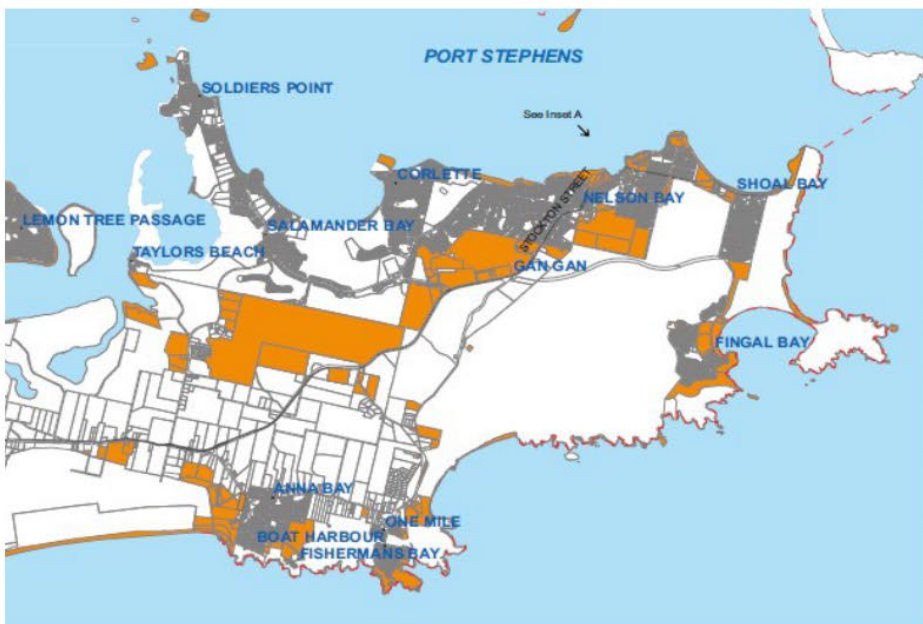 PORT STEPHENS
SOLDIERS POINT
See Inset A
CORLETTE
STOCKTON STREET
NELSON BAY
SHOAL BAY
LEMON TREE PASSAGE
SALAMANDER BAY
TAYLORS BEACH
GAN GAN
FINGAL BAY
ANNA BAY
ONE MILE
BOAT HARBOUR
FISHERMANS BAY